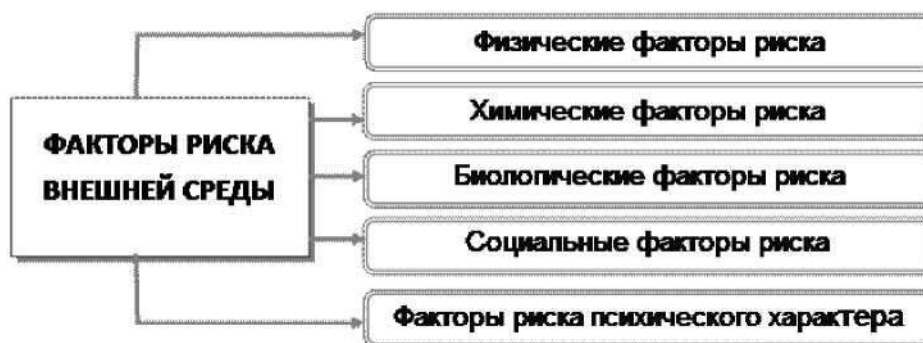 ФАКТОРЫ РИСКА
ВНЕШНЕЙ СРЕДЫ
Физические факторы риска
Химические факторы риска
Биологические факторы риска
Социальные факторы риска
Факторы риска психического характера